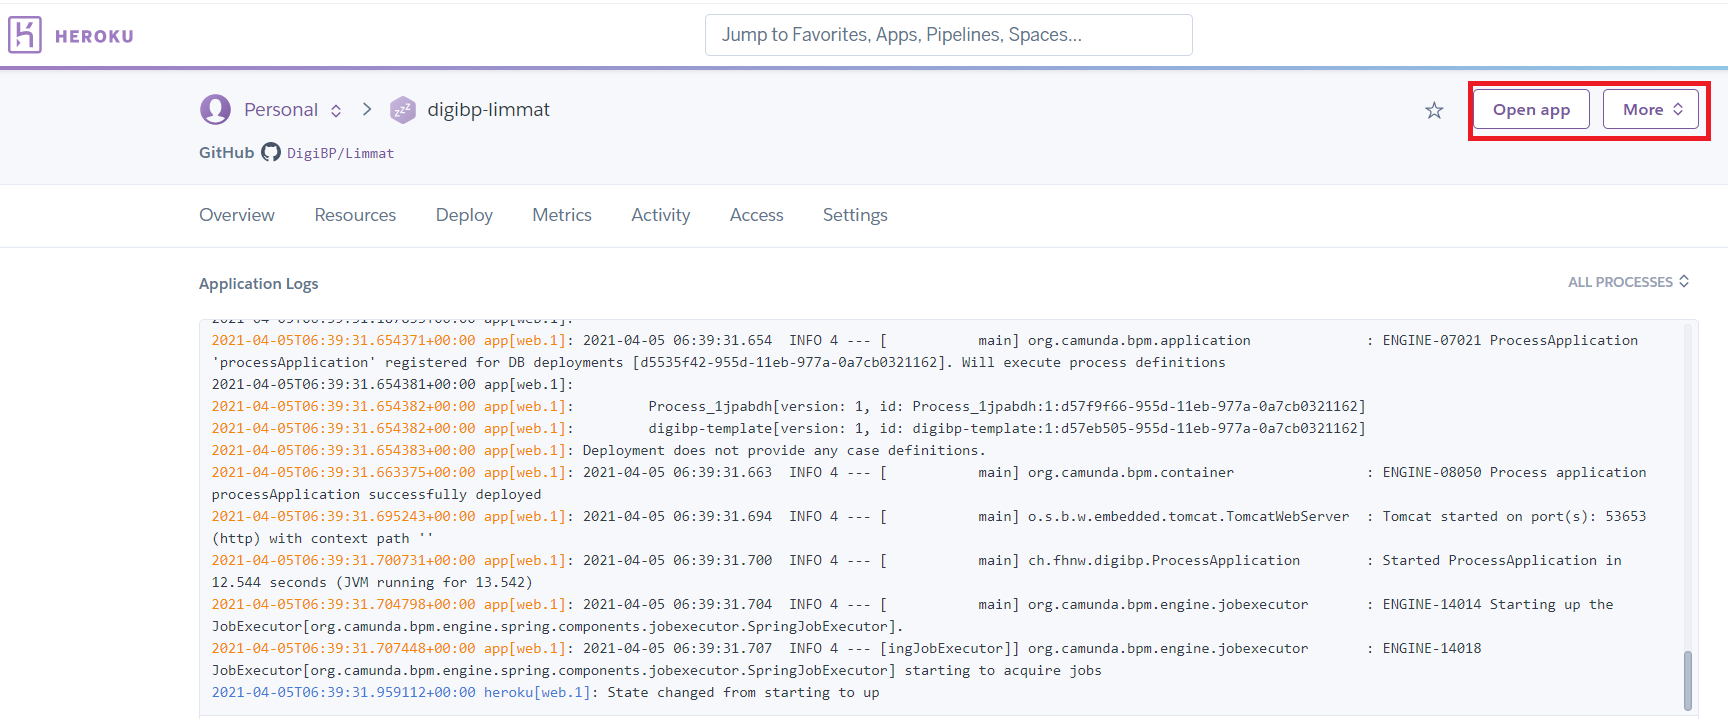 HEROKU
Jump to Favorites, Apps, Pipelines, Spaces...
Personal > digibp-limmat
Open app
More
GitHub DigiBP/Limmat
Overview Resources Deploy Metrics Activity Access Settings
Application Logs
ALL PROCESSES
2021-04-05T06:39:31.654371+00:00 app[web.1]: 2021-04-05 06:39:31.654  INFO 4 --- [           main] org.camunda.bpm.application              : ENGINE-07021 ProcessApplication
'processApplication' registered for DB deployments [d5535f42-955d-11eb-977a-0a7cb0321162]. Will execute process definitions
2021-04-05T06:39:31.654381+00:00 app[web.1]:
2021-04-05T06:39:31.654382+00:00 app[web.1]:         Process_1jpabdh[version: 1, id: Process_1jpabdh:1:d57f9f66-955d-11eb-977a-0a7cb0321162]
2021-04-05T06:39:31.654382+00:00 app[web.1]:         digibp-template[version: 1, id: digibp-template:1:d57eb505-955d-11eb-977a-0a7cb0321162]
2021-04-05T06:39:31.654383+00:00 app[web.1]: Deployment does not provide any case definitions.
2021-04-05T06:39:31.663375+00:00 app[web.1]: 2021-04-05 06:39:31.663  INFO 4 --- [           main] org.camunda.bpm.container                : ENGINE-08050 Process application
processApplication successfully deployed
2021-04-05T06:39:31.695243+00:00 app[web.1]: 2021-04-05 06:39:31.694  INFO 4 --- [           main] o.s.b.w.embedded.tomcat.TomcatWebServer  : Tomcat started on port(s): 53653
(http) with context path ''
2021-04-05T06:39:31.700731+00:00 app[web.1]: 2021-04-05 06:39:31.700  INFO 4 --- [           main] ch.fhnw.digibp.ProcessApplication        : Started ProcessApplication in
12.544 seconds (JVM running for 13.542)
2021-04-05T06:39:31.704798+00:00 app[web.1]: 2021-04-05 06:39:31.704  INFO 4 --- [           main] org.camunda.bpm.engine.jobexecutor       : ENGINE-14014 Starting up the
JobExecutor[org.camunda.bpm.engine.spring.components.jobexecutor.SpringJobExecutor].
2021-04-05T06:39:31.707448+00:00 app[web.1]: 2021-04-05 06:39:31.707  INFO 4 --- [ingJobExecutor]] org.camunda.bpm.engine.jobexecutor       : ENGINE-14018
JobExecutor[org.camunda.bpm.engine.spring.components.jobexecutor.SpringJobExecutor] starting to acquire jobs
2021-04-05T06:39:31.959112+00:00 heroku[web.1]: State changed from starting to up